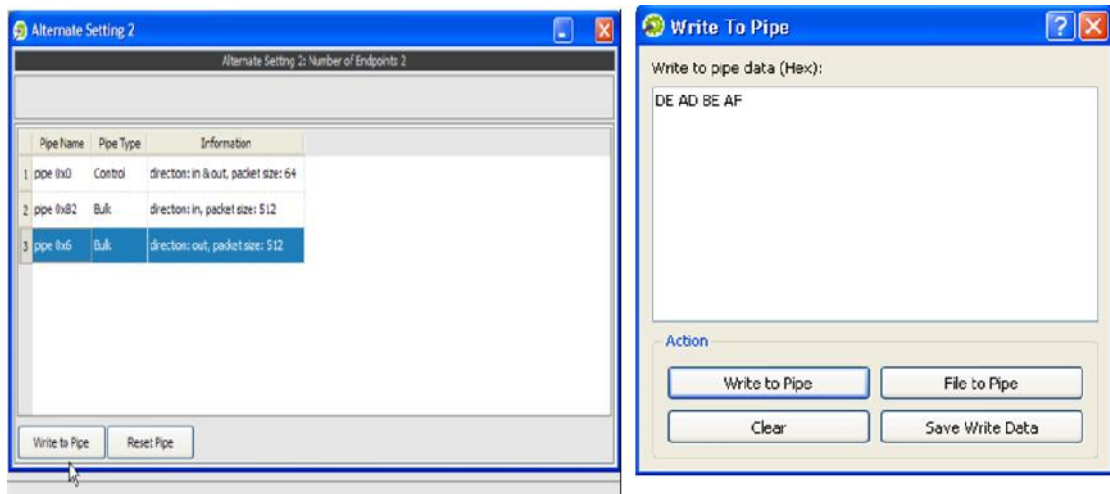 Alternate Setting 2
Alternate Setting 2: Number of Endpoints 2
Pipe Name Pipe Type Information
1 pipe 0x0 Control direction: in & out, packet size: 64
2 pipe 0x82 Bulk direction: in, packet size: 512
3 pipe 0x6 Bulk direction: out, packet size: 512
Write to Pipe Reset Pipe
Write To Pipe
Write to pipe data (Hex):
DE AD BE AF
Action
Write to Pipe File to Pipe
Clear Save Write Data